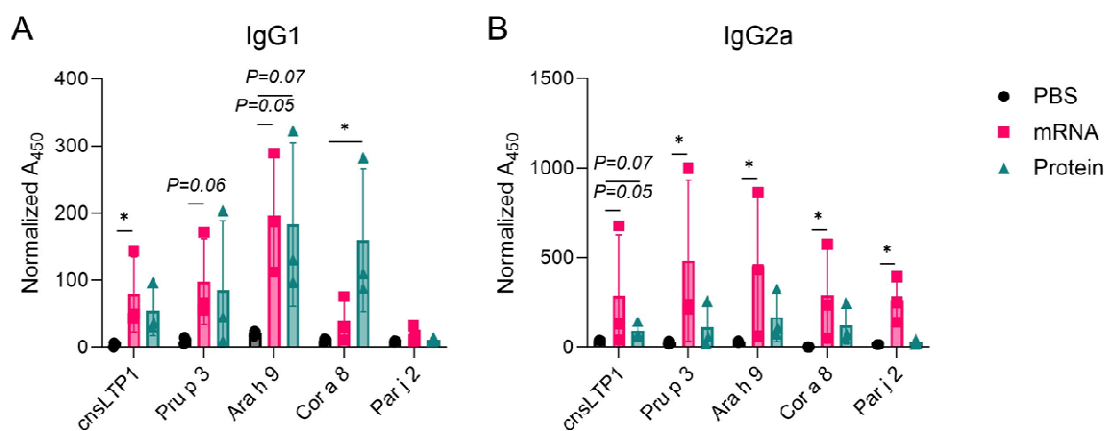 A
IgG1
Normalized A450
400
300
200
100
0
*
P=0.06
P=0.07
P=0.05
*
cnsLTP1
Pru p 3
Ara h 9
Cor a 8
Par j 2
B
IgG2a
Normalized A450
1500
1000
500
0
P=0.07
P=0.05
*
*
*
*
cnsLTP1
Pru p 3
Ara h 9
Cor a 8
Par j 2
PBS
mRNA
Protein